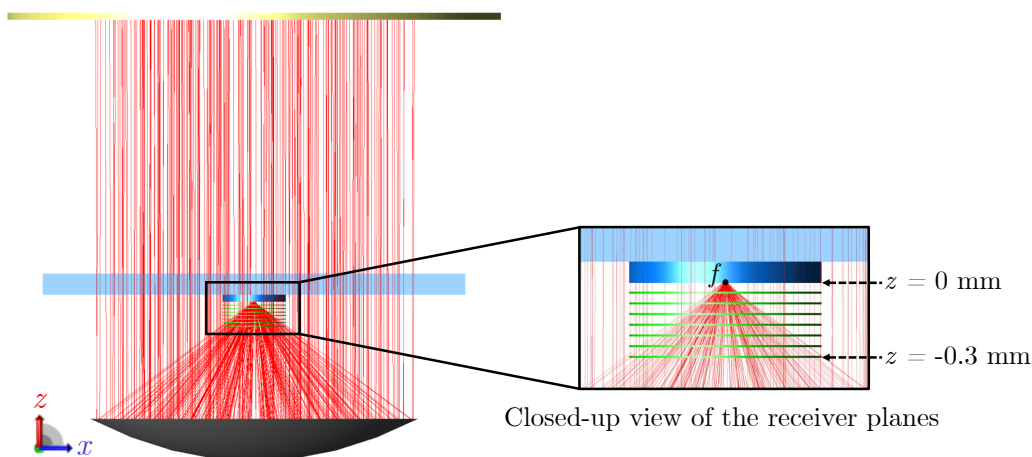 f
z = 0 mm
z = -0.3 mm
Closed-up view of the receiver planes
z
x